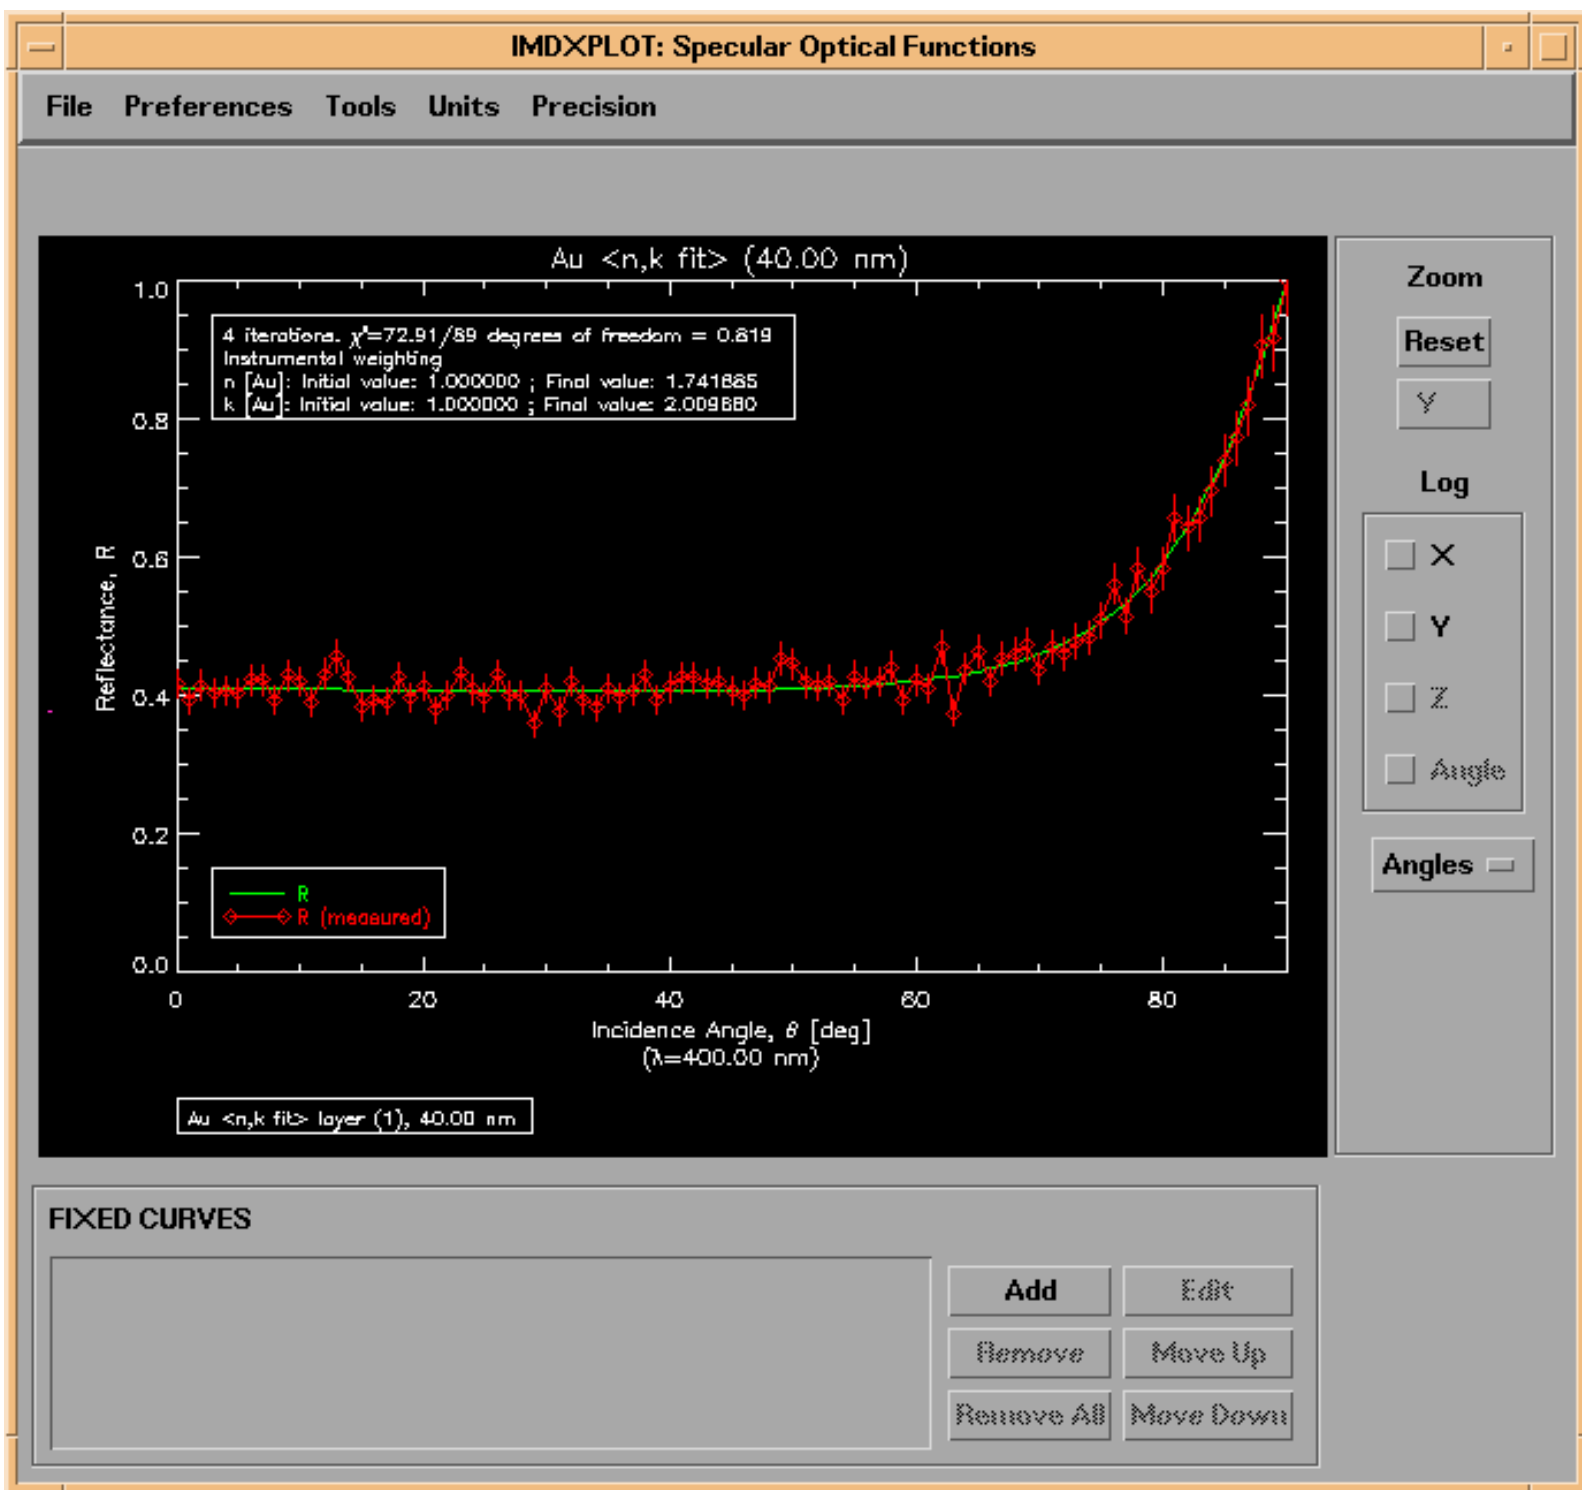 IMDXPLOT: Specular Optical Functions
File Preferences Tools Units Precision
Au <n,k fit> (40.00 nm)
4 iterations. χ²=72.91/89 degrees of freedom = 0.819
Instrumental weighting
n [Au]: Initial value: 1.000000 ; Final value: 1.741885
k [Au]: Initial value: 1.000000 ; Final value: 2.009880
1.0
0.8
0.6
0.4
0.2
0.0
Reflectance, R
R
R (measured)
0 20 40 60 80
Incidence Angle, θ [deg]
(λ=400.00 nm)
Au <n,k fit> layer (1), 40.00 nm
Zoom
Reset
Y
Log
X
Y
Z
Angle
Angles
FIXED CURVES
Add Edit
Remove Move Up
Remove All Move Down